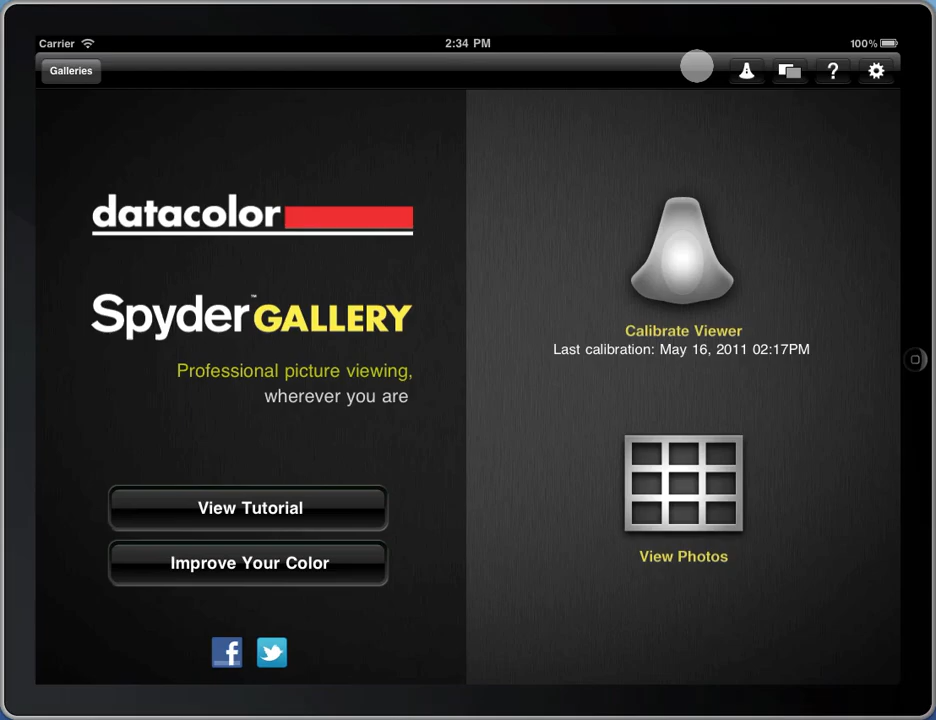 Carrier
2:34 PM
100%
Galleries
?
datacolor
Spyder™GALLERY
Professional picture viewing,
wherever you are
View Tutorial
Improve Your Color
f
Calibrate Viewer
Last calibration: May 16, 2011 02:17PM
View Photos